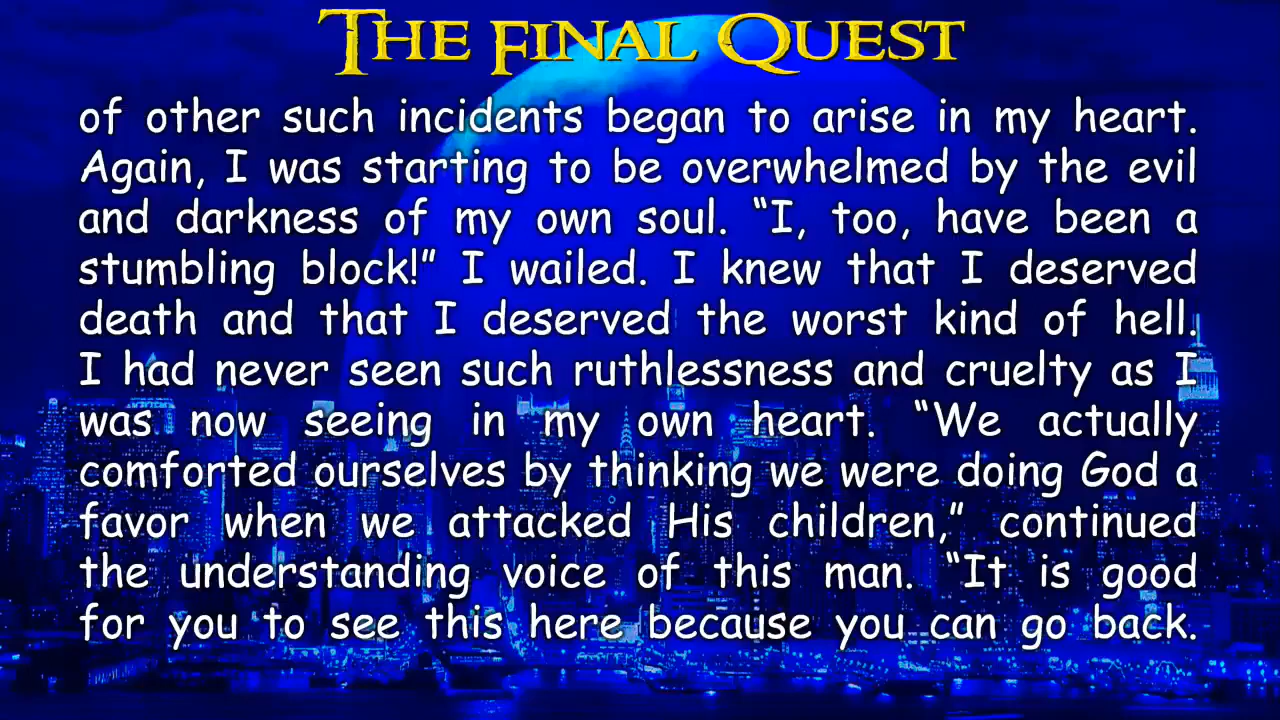 The Final Quest
of other such incidents began to arise in my heart.
Again, I was starting to be overwhelmed by the evil
and darkness of my own soul. “I, too, have been a
stumbling block!” I wailed. I knew that I deserved
death and that I deserved the worst kind of hell.
I had never seen such ruthlessness and cruelty as I
was now seeing in my own heart. “We actually
comforted ourselves by thinking we were doing God a
favor when we attacked His children,” continued
the understanding voice of this man. “It is good
for you to see this here because you can go back.